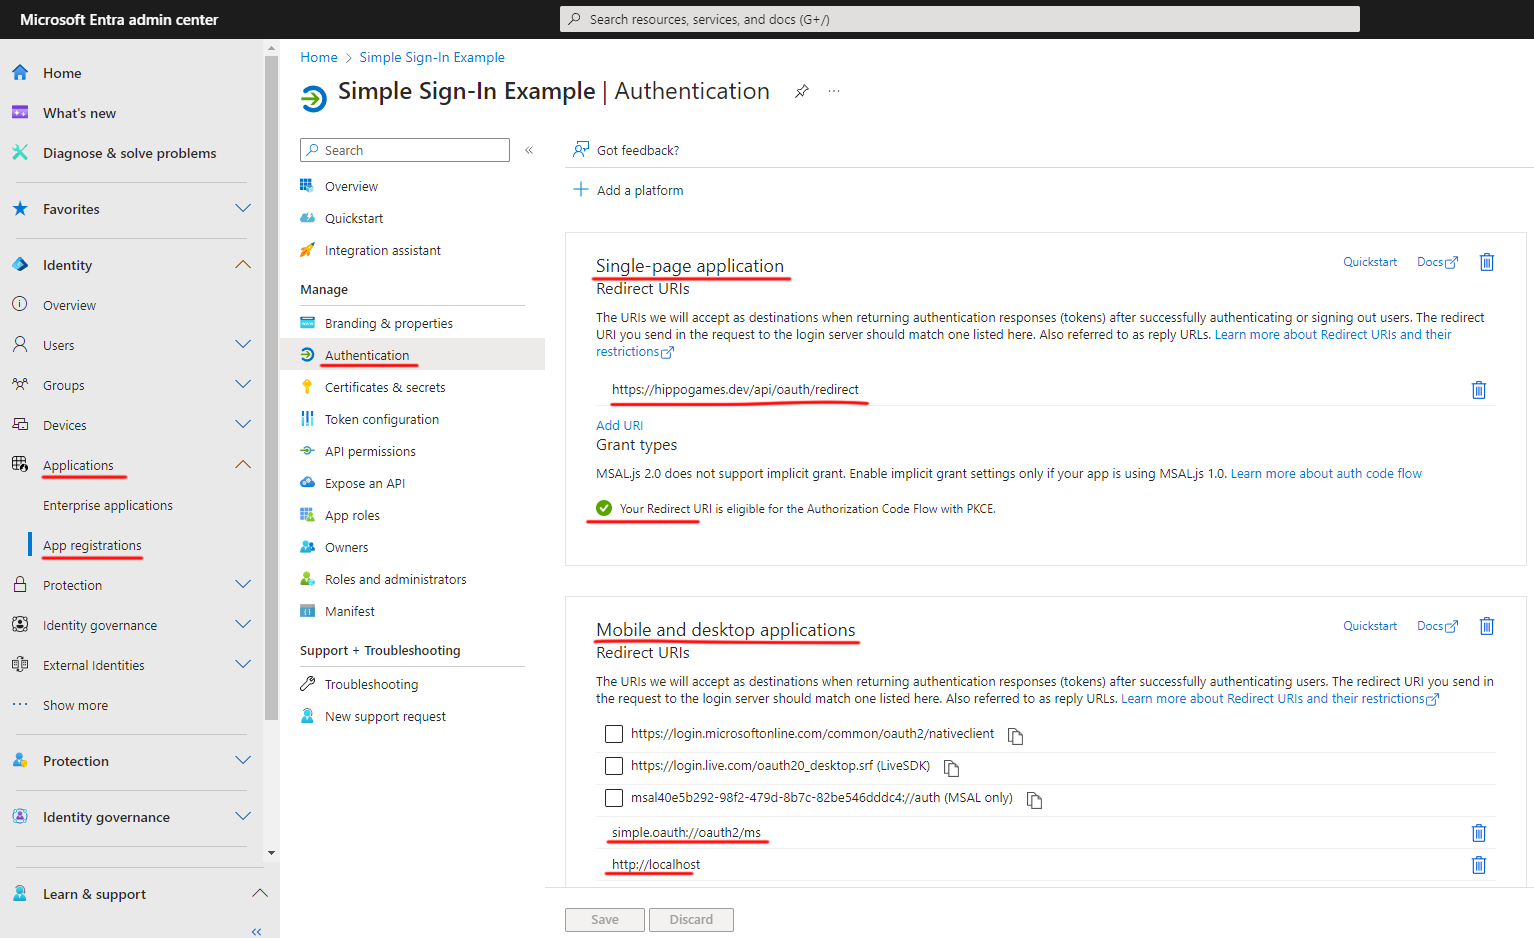 Microsoft Entra admin center
Search resources, services, and docs (G+/)
Home
What's new
Diagnose & solve problems
Favorites
Identity
Overview
Users
Groups
Devices
Applications
Enterprise applications
App registrations
Protection
Identity governance
External Identities
Show more
Protection
Identity governance
Learn & support
Home > Simple Sign-In Example
Simple Sign-In Example | Authentication
Search
Overview
Quickstart
Integration assistant
Manage
Branding & properties
Authentication
Certificates & secrets
Token configuration
API permissions
Expose an API
App roles
Owners
Roles and administrators
Manifest
Support + Troubleshooting
Troubleshooting
New support request
Got feedback?
Add a platform
Single-page application
Quickstart Docs
Redirect URIs
The URIs we will accept as destinations when returning authentication responses (tokens) after successfully authenticating or signing out users. The redirect
URI you send in the request to the login server should match one listed here. Also referred to as reply URLs. Learn more about Redirect URIs and their
restrictions
https://hippogames.dev/api/oauth/redirect
Add URI
Grant types
MSAL.js 2.0 does not support implicit grant. Enable implicit grant settings only if your app is using MSAL.js 1.0. Learn more about auth code flow
Your Redirect URI is eligible for the Authorization Code Flow with PKCE.
Mobile and desktop applications
Quickstart Docs
Redirect URIs
The URIs we will accept as destinations when returning authentication responses (tokens) after successfully authenticating users. The redirect URI you send in
the request to the login server should match one listed here. Also referred to as reply URLs. Learn more about Redirect URIs and their restrictions
https://login.microsoftonline.com/common/oauth2/nativeclient
https://login.live.com/oauth20_desktop.srf (LiveSDK)
msal40e5b292-98f2-479d-8b7c-82be546dddc4://auth (MSAL only)
simple.oauth://oauth2/ms
http://localhost
Save Discard